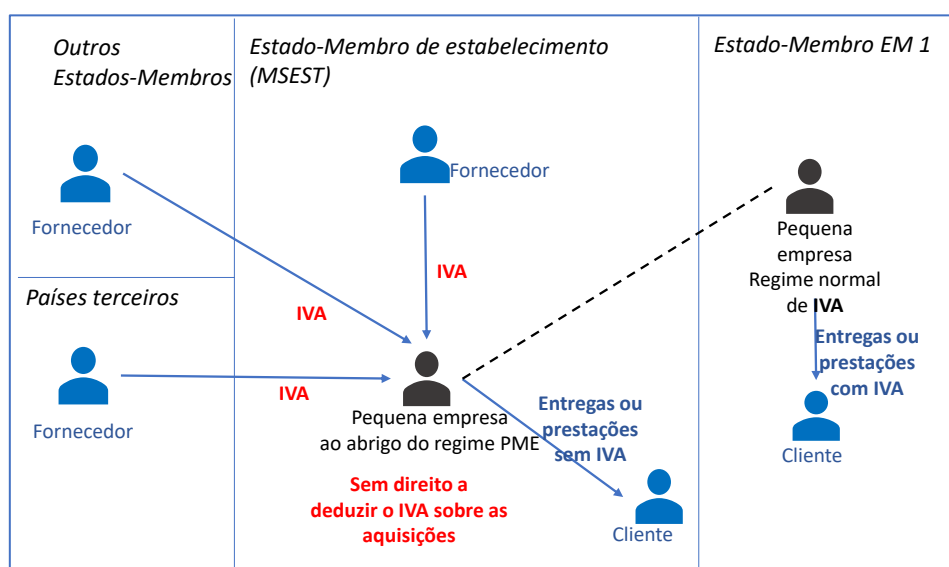 Outros
Estados-Membros
Fornecedor
Países terceiros
Fornecedor
Estado-Membro de estabelecimento
(MSEST)
Fornecedor
IVA
IVA
IVA
Pequena empresa
ao abrigo do regime PME
Sem direito a
deduzir o IVA sobre as
aquisições
Entregas ou
prestações
sem IVA
Cliente
Estado-Membro EM 1
Pequena
empresa
Regime normal
de IVA
Entregas ou
prestações
com IVA
Cliente